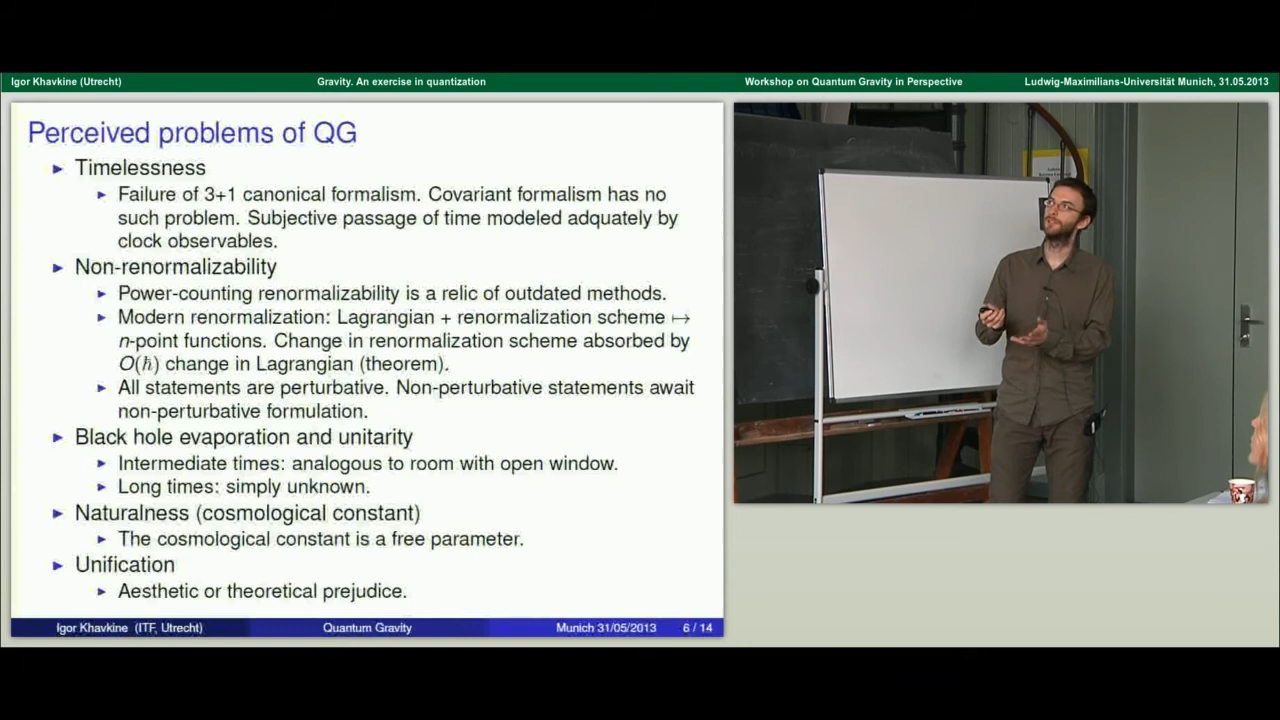 Igor Khavkine (Utrecht) Gravity. An exercise in quantization Workshop on Quantum Gravity in Perspective Ludwig-Maximilians-Universität Munich, 31.05.2013
Perceived problems of QG
► Timelessness
► Failure of 3+1 canonical formalism. Covariant formalism has no
such problem. Subjective passage of time modeled adquately by
clock observables.
► Non-renormalizability
► Power-counting renormalizability is a relic of outdated methods.
► Modern renormalization: Lagrangian + renormalization scheme ↦
n-point functions. Change in renormalization scheme absorbed by
O(ℏ) change in Lagrangian (theorem).
► All statements are perturbative. Non-perturbative statements await
non-perturbative formulation.
► Black hole evaporation and unitarity
► Intermediate times: analogous to room with open window.
► Long times: simply unknown.
► Naturalness (cosmological constant)
► The cosmological constant is a free parameter.
► Unification
► Aesthetic or theoretical prejudice.
Igor Khavkine (ITF, Utrecht) Quantum Gravity Munich 31/05/2013 6 / 14